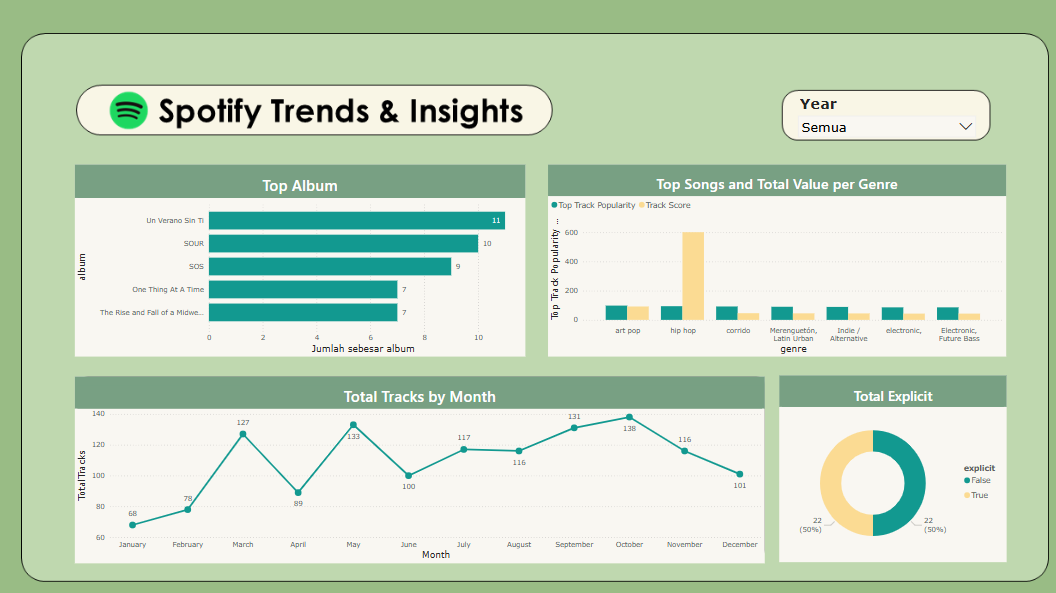 Spotify Trends & Insights
Year
Semua
Top Album
album
Un Verano Sin Ti
11
SOUR
10
SOS
9
One Thing At A Time
7
The Rise and Fall of a Midwe...
7
0 2 4 6 8 10
Jumlah sebesar album
Top Songs and Total Value per Genre
Top Track Popularity Track Score
Top Track Popularity ...
600
400
200
0
art pop hip hop corrido Merenguetón, Latin Urban Indie / Alternative electronic, Electronic, Future Bass
genre
Total Tracks by Month
TotalTracks
140
120
100
80
60
68 78 127 89 133 100 117 116 131 138 116 101
January February March April May June July August September October November December
Month
Total Explicit
explicit
False
True
22
(50%)
22
(50%)